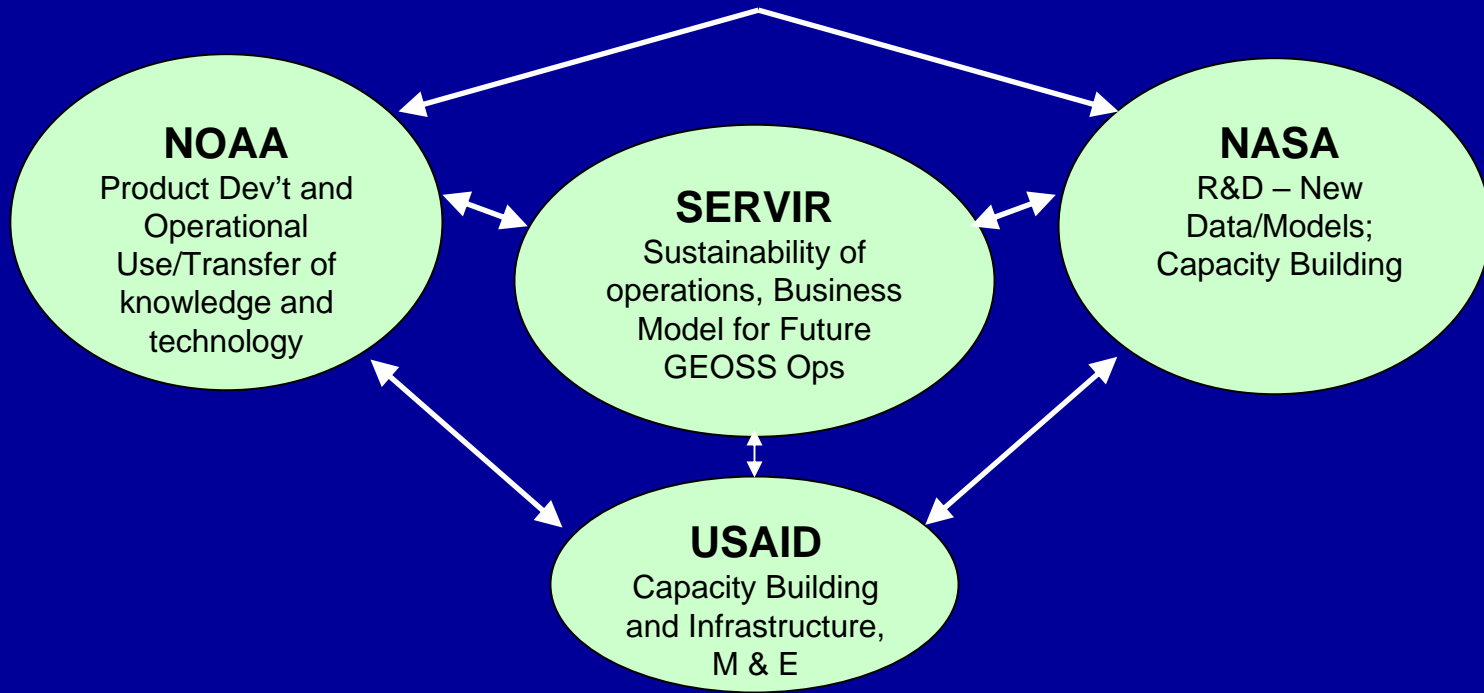 NOAA
Product Dev’t and
Operational
Use/Transfer of
knowledge and
technology
SERVIR
Sustainability of
operations, Business
Model for Future
GEOSS Ops
NASA
R&D – New
Data/Models;
Capacity Building
USAID
Capacity Building
and Infrastructure,
M & E